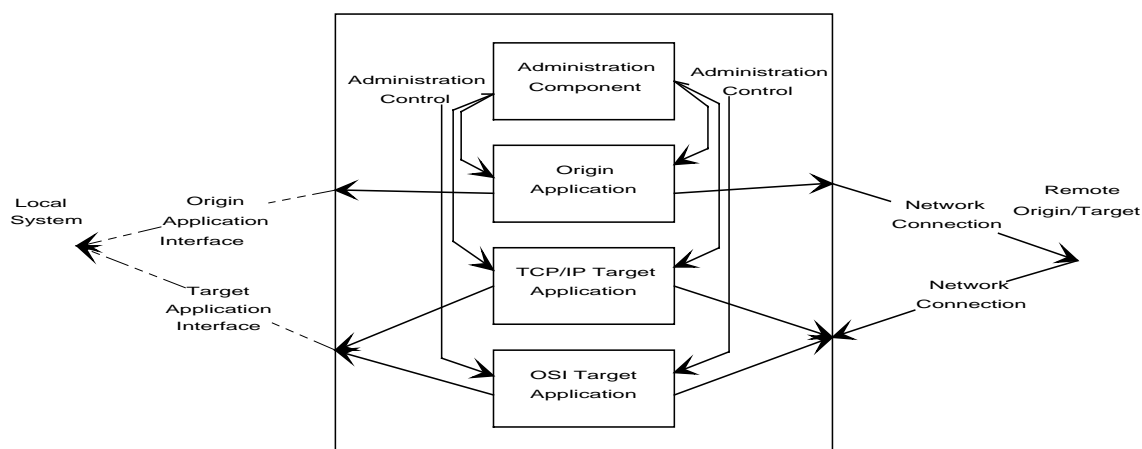 Administration
Component
Administration
Control
Administration
Control
Origin
Application
Local
System
Origin
Application
Interface
Network
Connection
Remote
Origin/Target
TCP/IP Target
Application
Target
Application
Interface
Network
Connection
OSI Target
Application